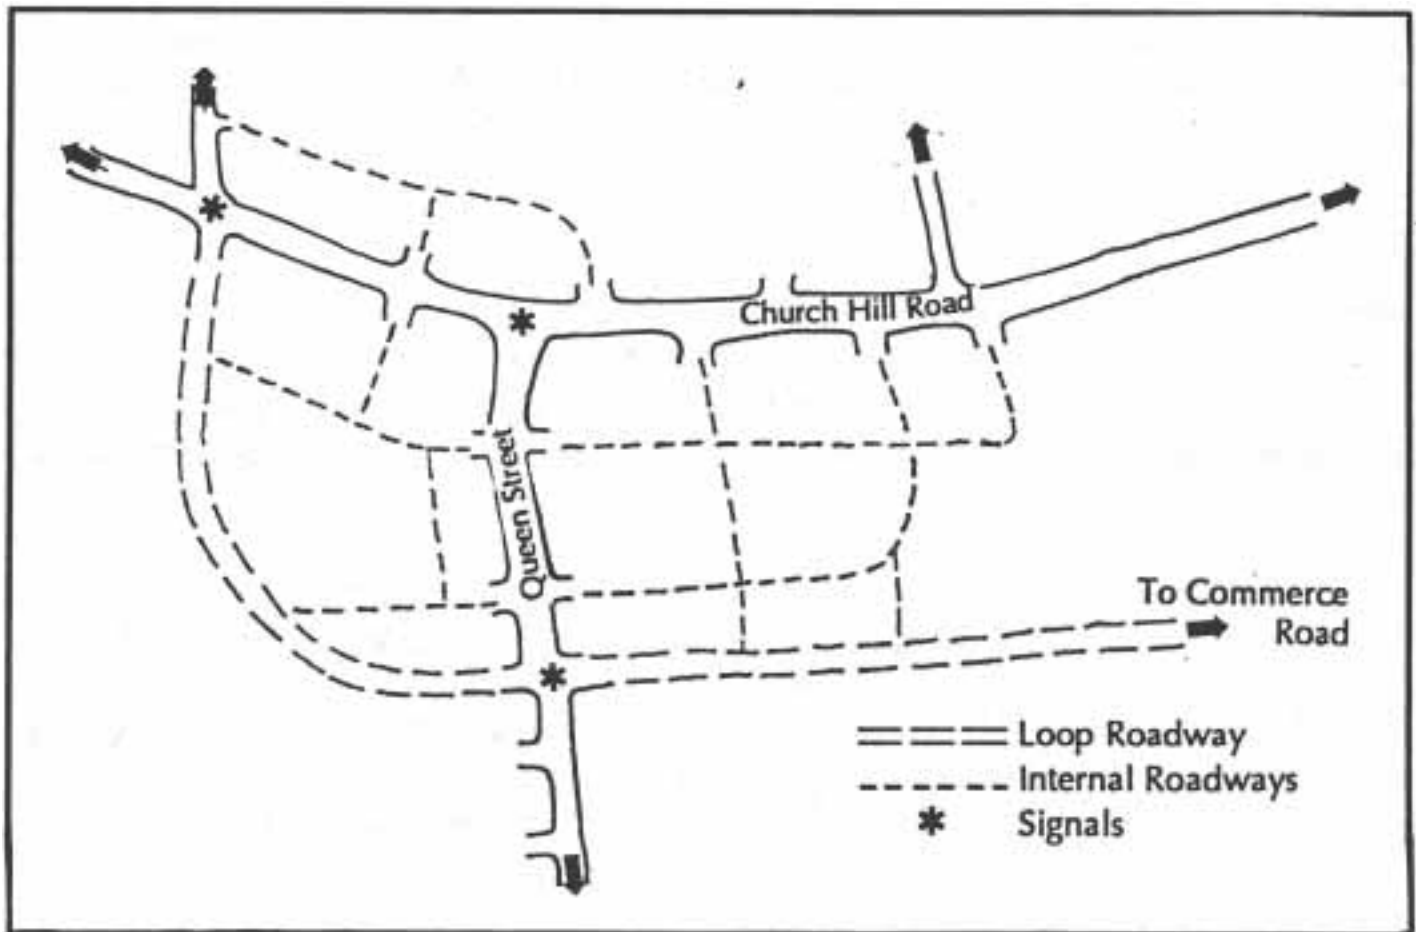 Church Hill Road
Queen Street
To Commerce
Road
Loop Roadway
Internal Roadways
Signals